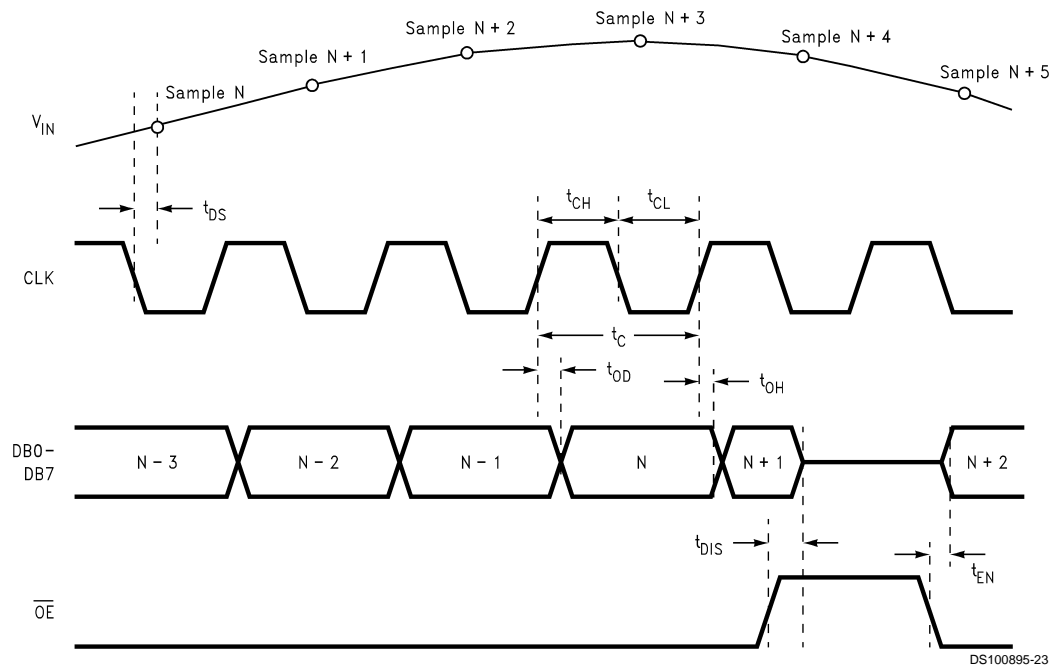 Sample N + 3
Sample N + 2
Sample N + 4
Sample N + 1
Sample N + 5
Sample N
VIN
tDS
tCH
tCL
CLK
tC
tOD
tOH
DB0–
DB7
N – 3
N – 2
N – 1
N
N + 1
N + 2
tDIS
tEN
OE
DS100895-23